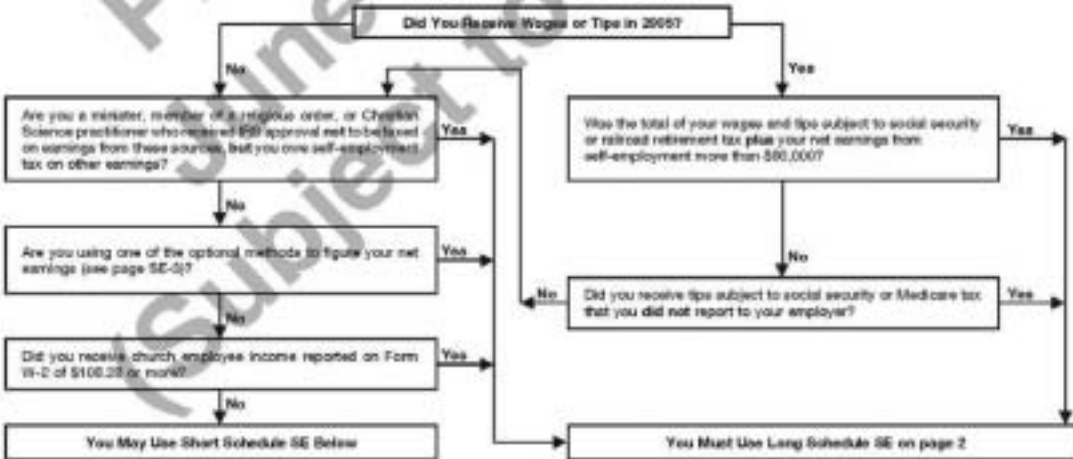 Did You Receive Wages or Tips in 2005?
No
Yes
Are you a minister, member of a religious order, or Christian
Science practitioner who received IRS approval not to be taxed
on earnings from these sources, but you owe self-employment
tax on other earnings?
Yes
Was the total of your wages and tips subject to social security
or railroad retirement tax plus your net earnings from
self-employment more than $90,000?
Yes
No
Are you using one of the optional methods to figure your net
earnings (see page SE-3)?
Yes
No
No
Did you receive tips subject to social security or Medicare tax
that you did not report to your employer?
Yes
No
Did you receive church employee income reported on Form
W-2 of $108.28 or more?
Yes
No
You May Use Short Schedule SE Below
You Must Use Long Schedule SE on page 2
June
(Subject to